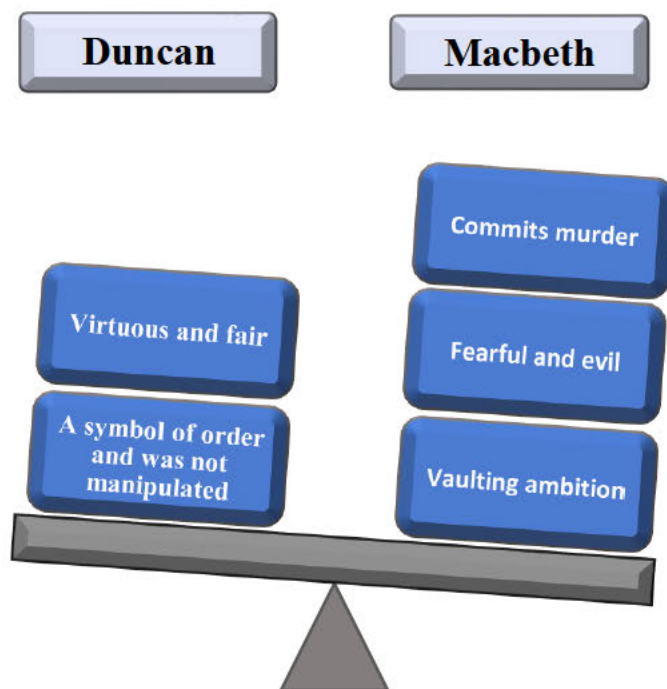 Duncan
Macbeth
Virtuous and fair
A symbol of order
and was not
manipulated
Commits murder
Fearful and evil
Vaulting ambition